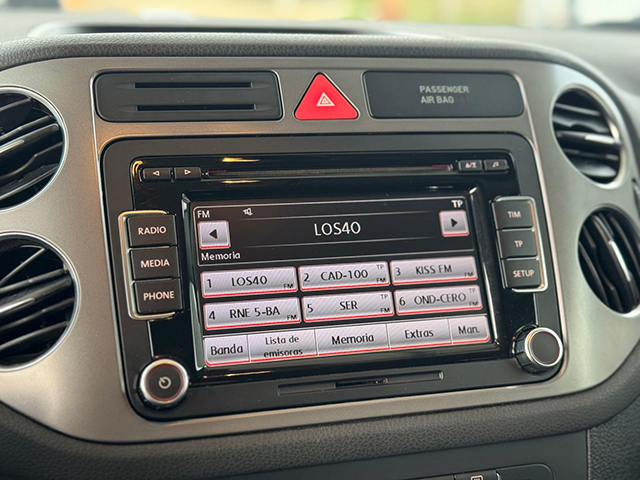 PASSENGER
AIR BAG
RADIO
MEDIA
PHONE
TIM
TP
SETUP
FM
TP
LOS40
Memoria
1 LOS40 FM
2 CAD-100 TP FM
3 KISS FM FM
4 RNE 5-BA FM
5 SER TP FM
6 OND-CERO TP FM
Banda
Lista de
emisoras
Memoria
Extras
Man.